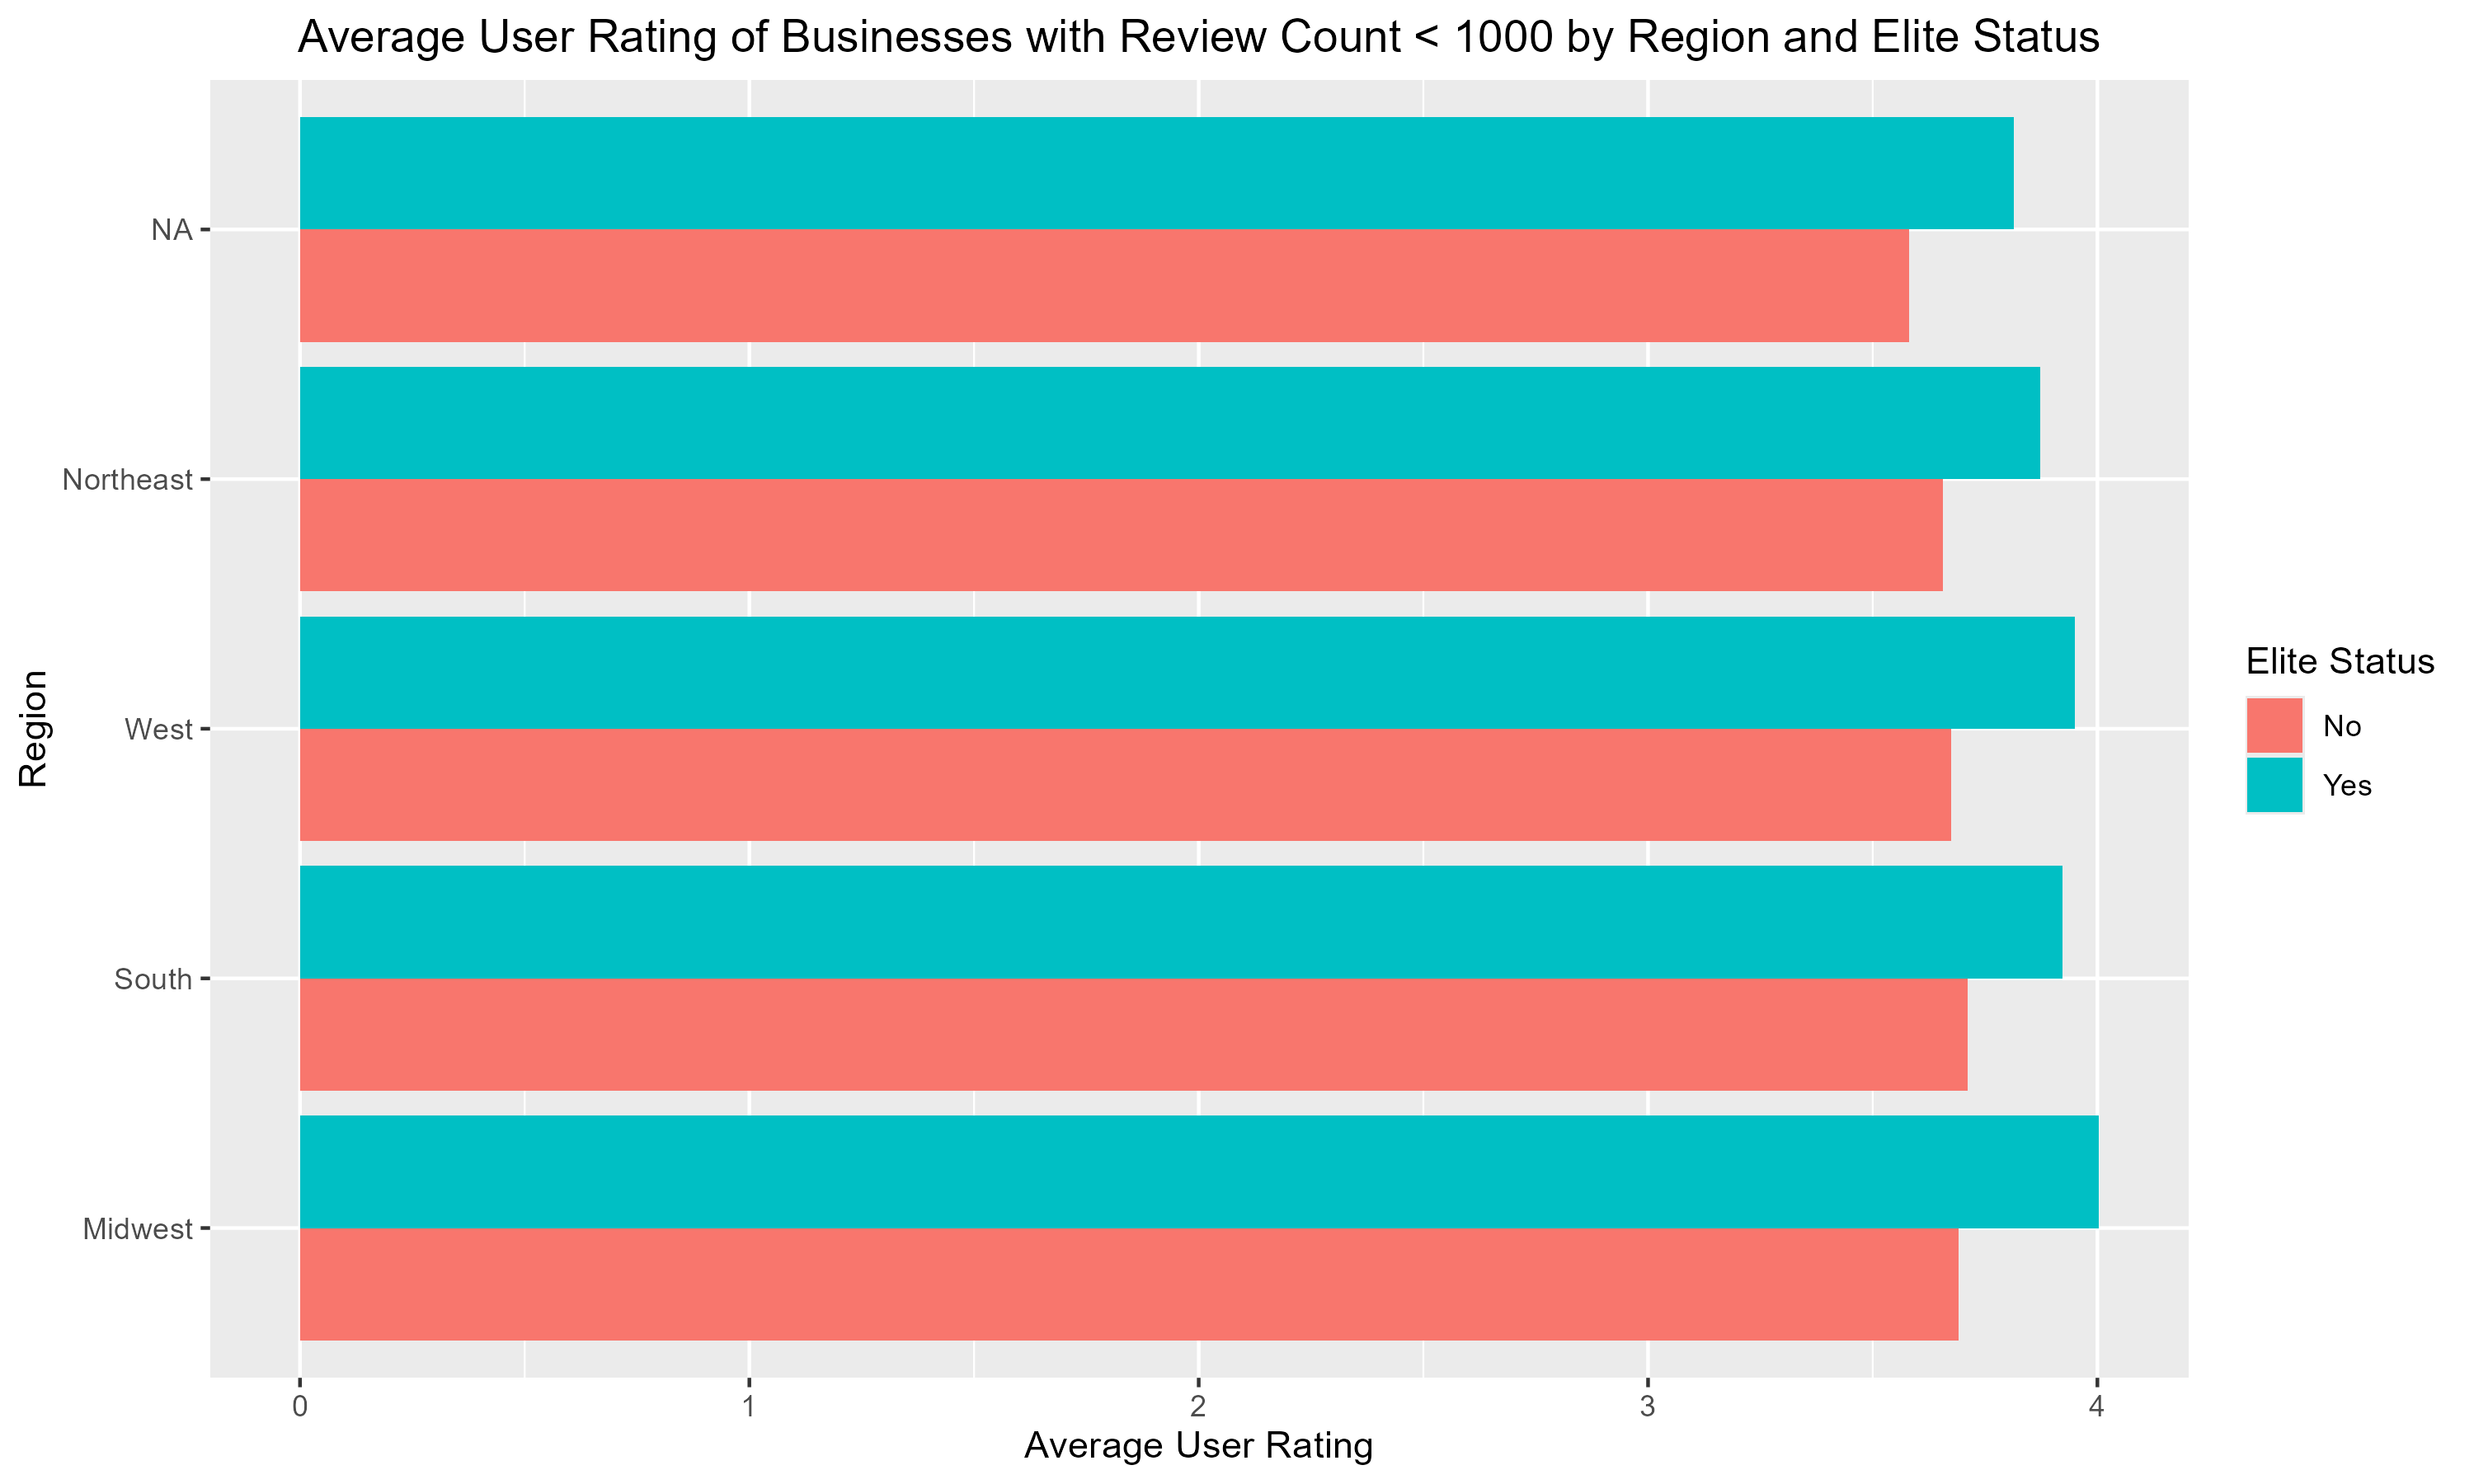 Average User Rating of Businesses with Review Count < 1000 by Region and Elite Status
NA
Northeast
West
South
Midwest
Region
0 1 2 3 4
Average User Rating
Elite Status
No
Yes